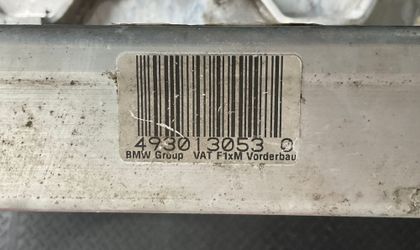 493013053 0
BMW Group VAT F1xM Vorderbau